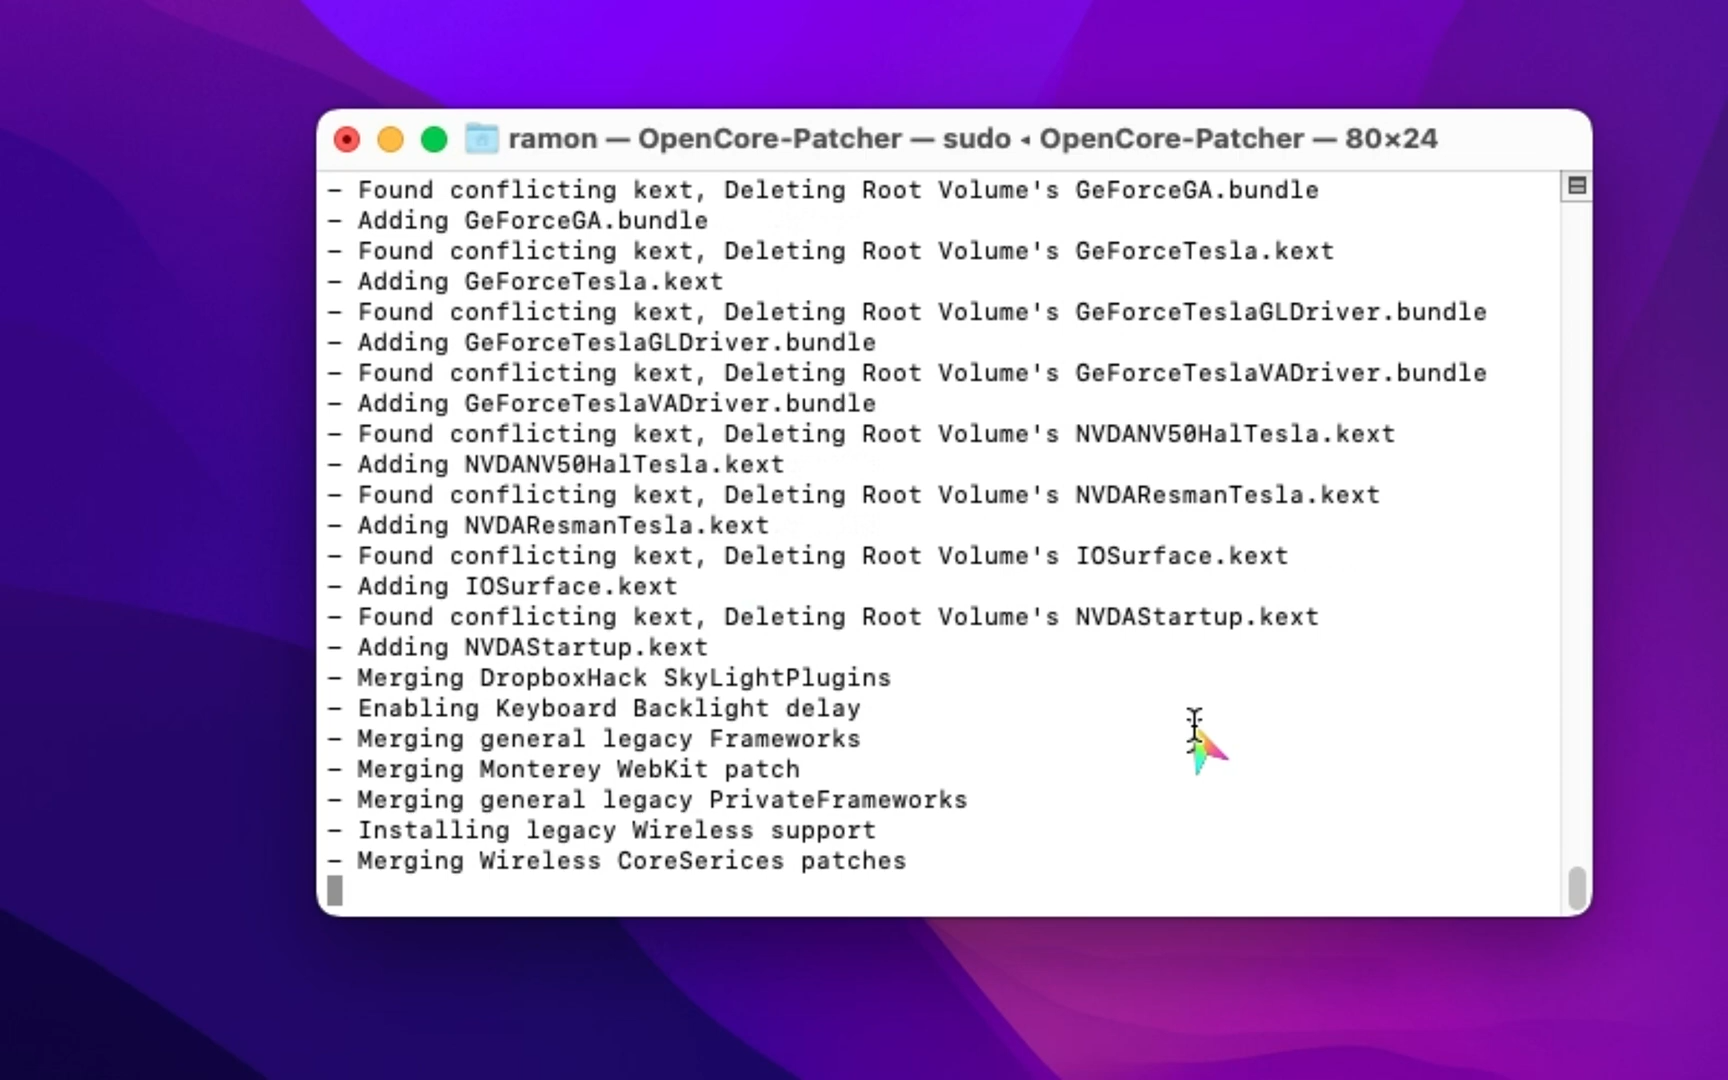 ramon — OpenCore-Patcher — sudo ◂ OpenCore-Patcher — 80×24
- Found conflicting kext, Deleting Root Volume's GeForceGA.bundle
- Adding GeForceGA.bundle
- Found conflicting kext, Deleting Root Volume's GeForceTesla.kext
- Adding GeForceTesla.kext
- Found conflicting kext, Deleting Root Volume's GeForceTeslaGLDriver.bundle
- Adding GeForceTeslaGLDriver.bundle
- Found conflicting kext, Deleting Root Volume's GeForceTeslaVADriver.bundle
- Adding GeForceTeslaVADriver.bundle
- Found conflicting kext, Deleting Root Volume's NVDANV50HalTesla.kext
- Adding NVDANV50HalTesla.kext
- Found conflicting kext, Deleting Root Volume's NVDAResmanTesla.kext
- Adding NVDAResmanTesla.kext
- Found conflicting kext, Deleting Root Volume's IOSurface.kext
- Adding IOSurface.kext
- Found conflicting kext, Deleting Root Volume's NVDAStartup.kext
- Adding NVDAStartup.kext
- Merging DropboxHack SkyLightPlugins
- Enabling Keyboard Backlight delay
- Merging general legacy Frameworks
- Merging Monterey WebKit patch
- Merging general legacy PrivateFrameworks
- Installing legacy Wireless support
- Merging Wireless CoreSerices patches